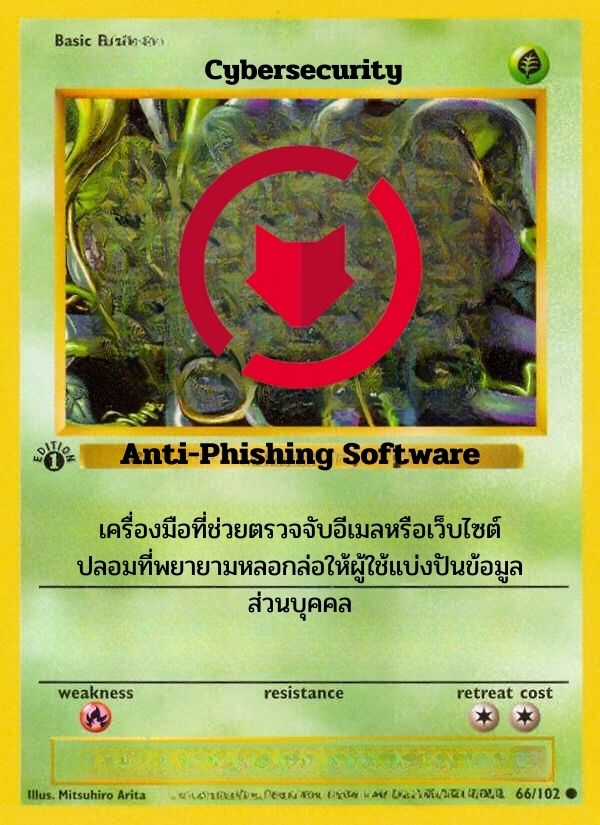 Basic
Cybersecurity
EDITION
1
Anti-Phishing Software
เครื่องมือที่ช่วยตรวจจับอีเมลหรือเว็บไซต์
ปลอมที่พยายามหลอกล่อให้ผู้ใช้แบ่งปันข้อมูล
ส่วนบุคคล
weakness resistance retreat cost
Illus. Mitsuhiro Arita 66/102